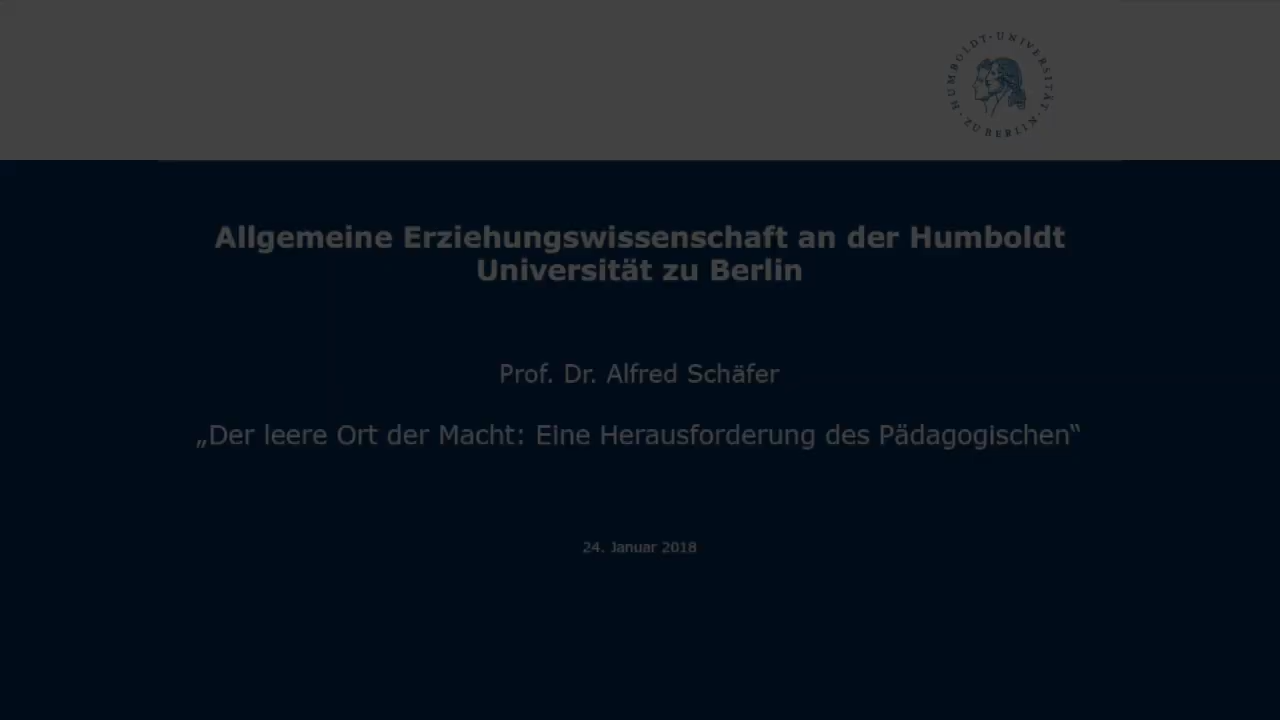 HUMBOLDT-UNIVERSITÄT · ZU BERLIN ·
Allgemeine Erziehungswissenschaft an der Humboldt
Universität zu Berlin
Prof. Dr. Alfred Schäfer
„Der leere Ort der Macht: Eine Herausforderung des Pädagogischen“
24. Januar 2018